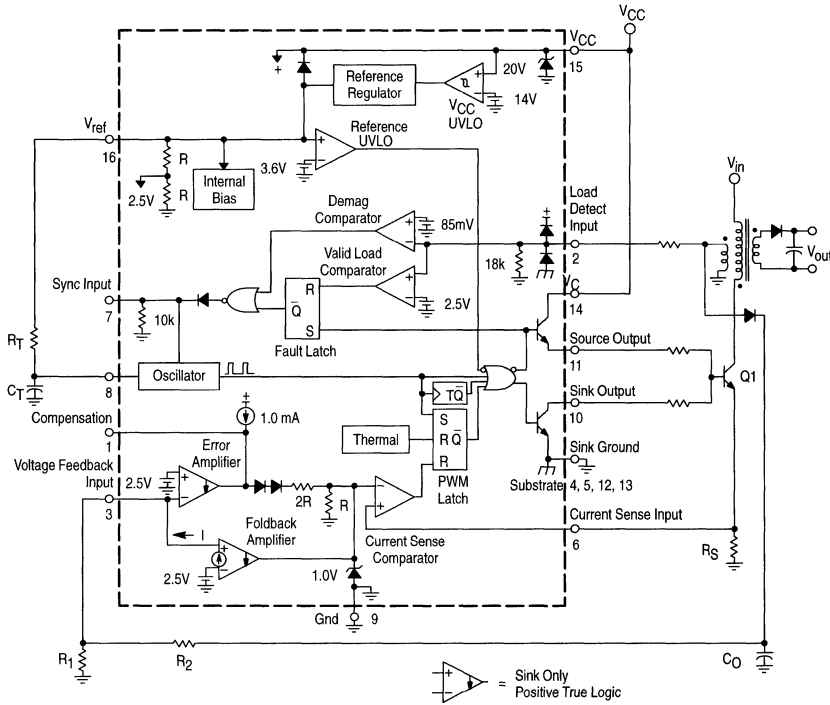 VCC
VCC
15
20V
14V
VCC
UVLO
Reference
Regulator
Vref
16
R
R
2.5V
Internal
Bias
Reference
UVLO
3.6V
Demag
Comparator
85mV
Load
Detect
Input
2
18k
Valid Load
Comparator
2.5V
Vin
Vout
VC
14
Sync Input
7
10k
R
Q
S
Fault Latch
RT
CT
8
Oscillator
Source Output
11
Q1
TQ
Sink Output
10
Compensation
1
1.0 mA
Thermal
S
R Q
R
PWM
Latch
Sink Ground
Substrate 4, 5, 12, 13
Voltage Feedback
Input
3
2.5V
Error
Amplifier
2R
R
Current Sense
Comparator
Current Sense Input
6
RS
I
Foldback
Amplifier
2.5V
1.0V
Gnd 9
R1
R2
CO
= Sink Only
Positive True Logic